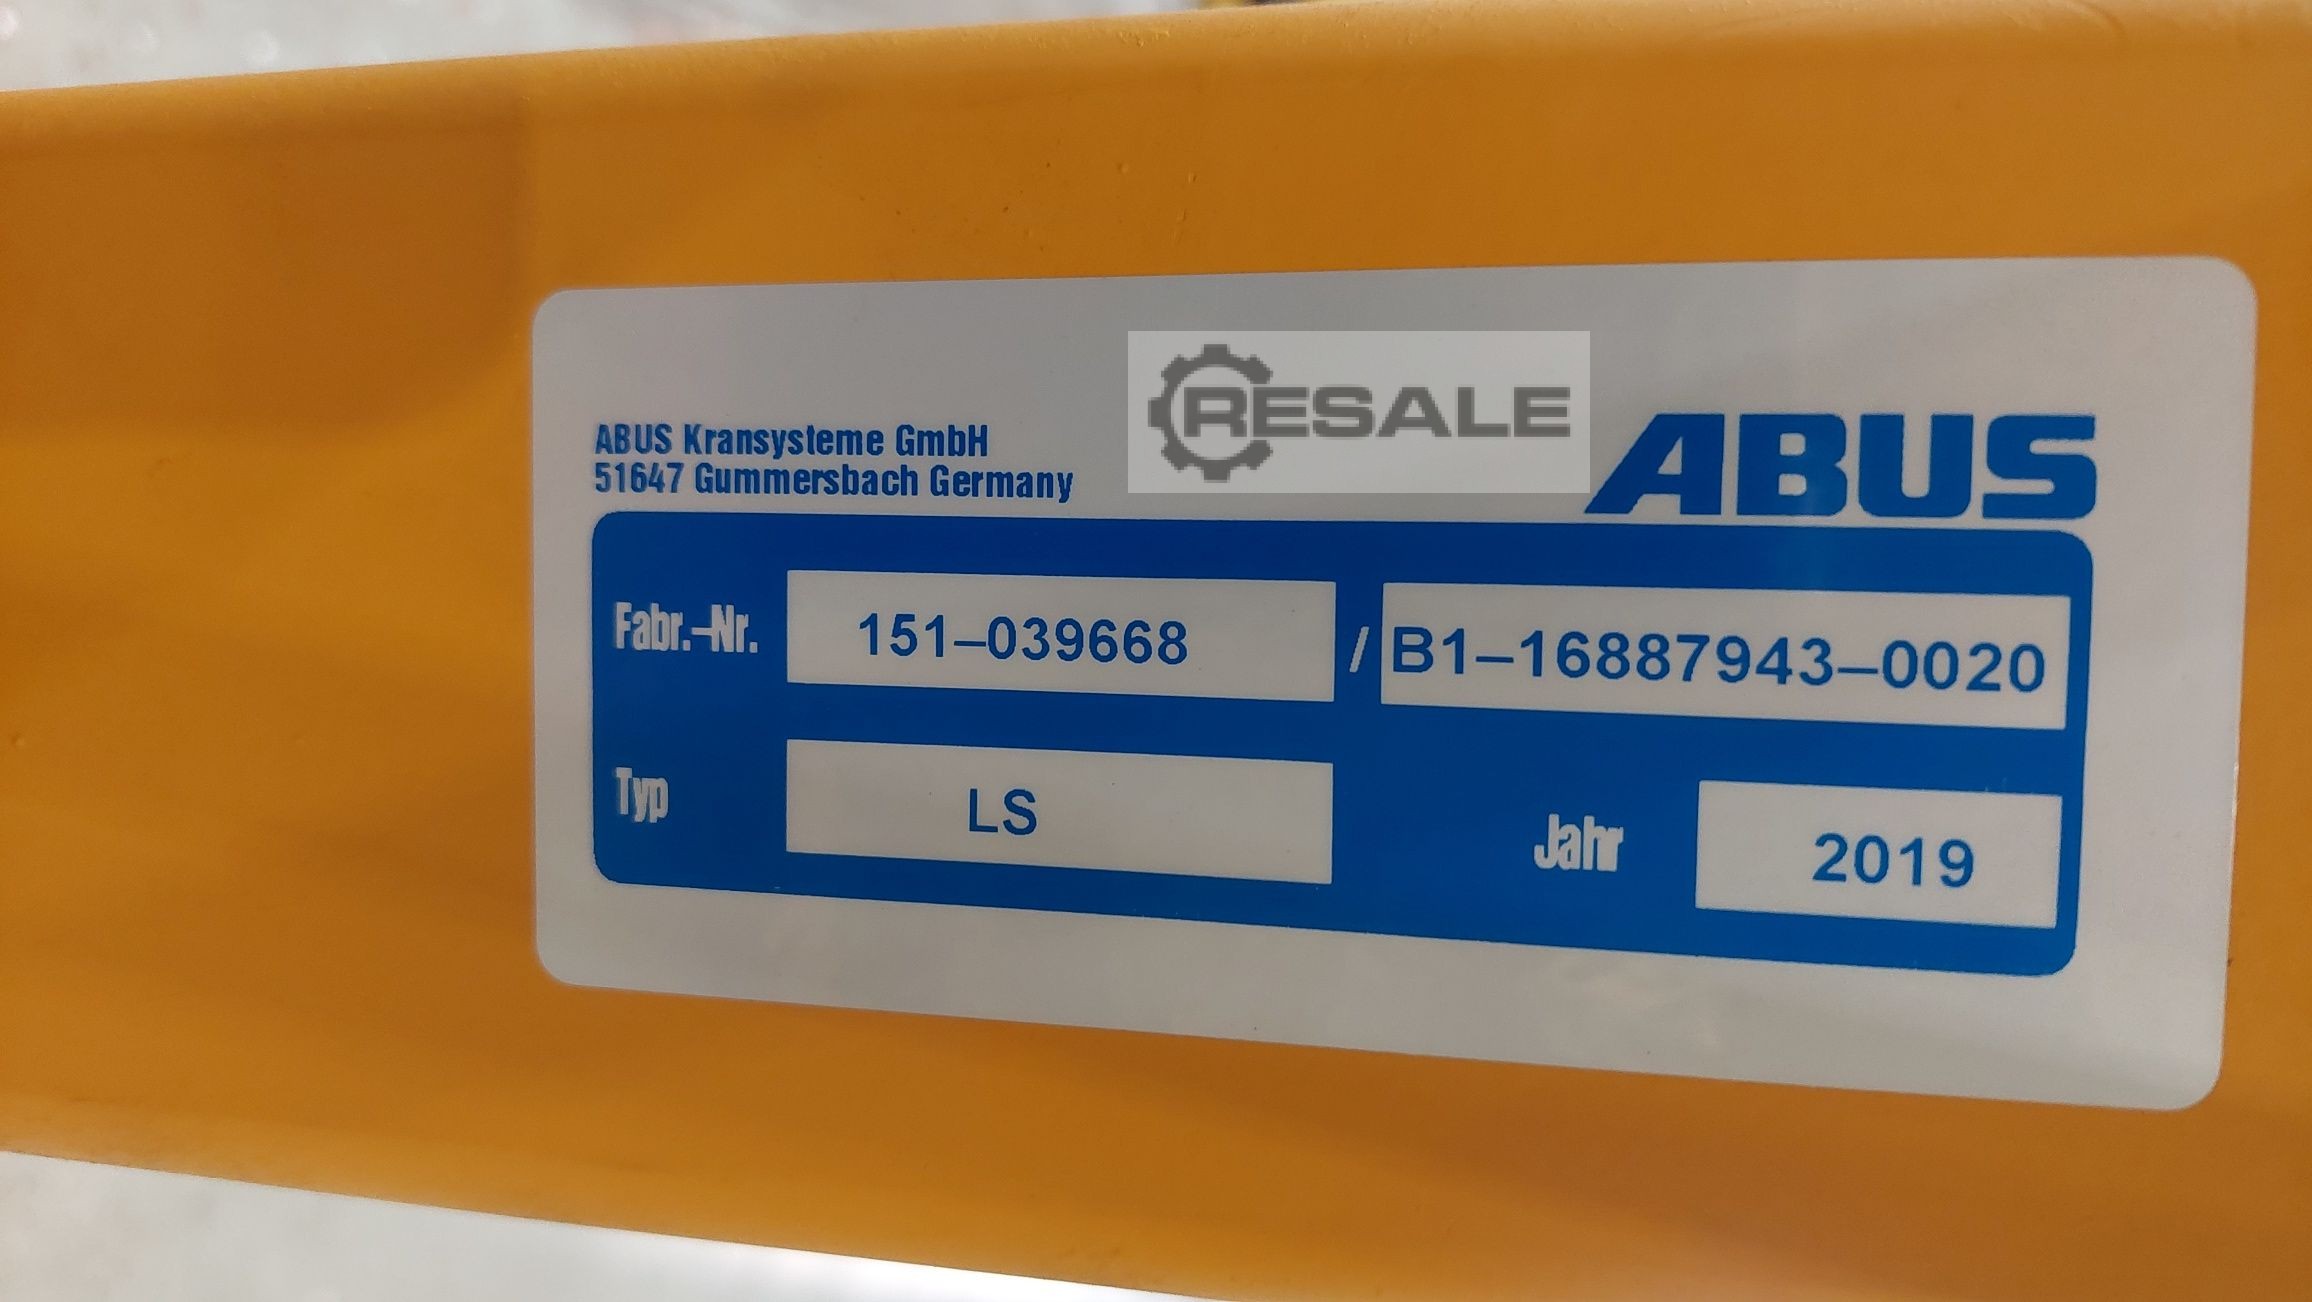 RESALE
ABUS Kransysteme GmbH
51647 Gummersbach Germany
ABUS
Fabr.-Nr. 151-039668 / B1-16887943-0020
Typ LS Jahr 2019